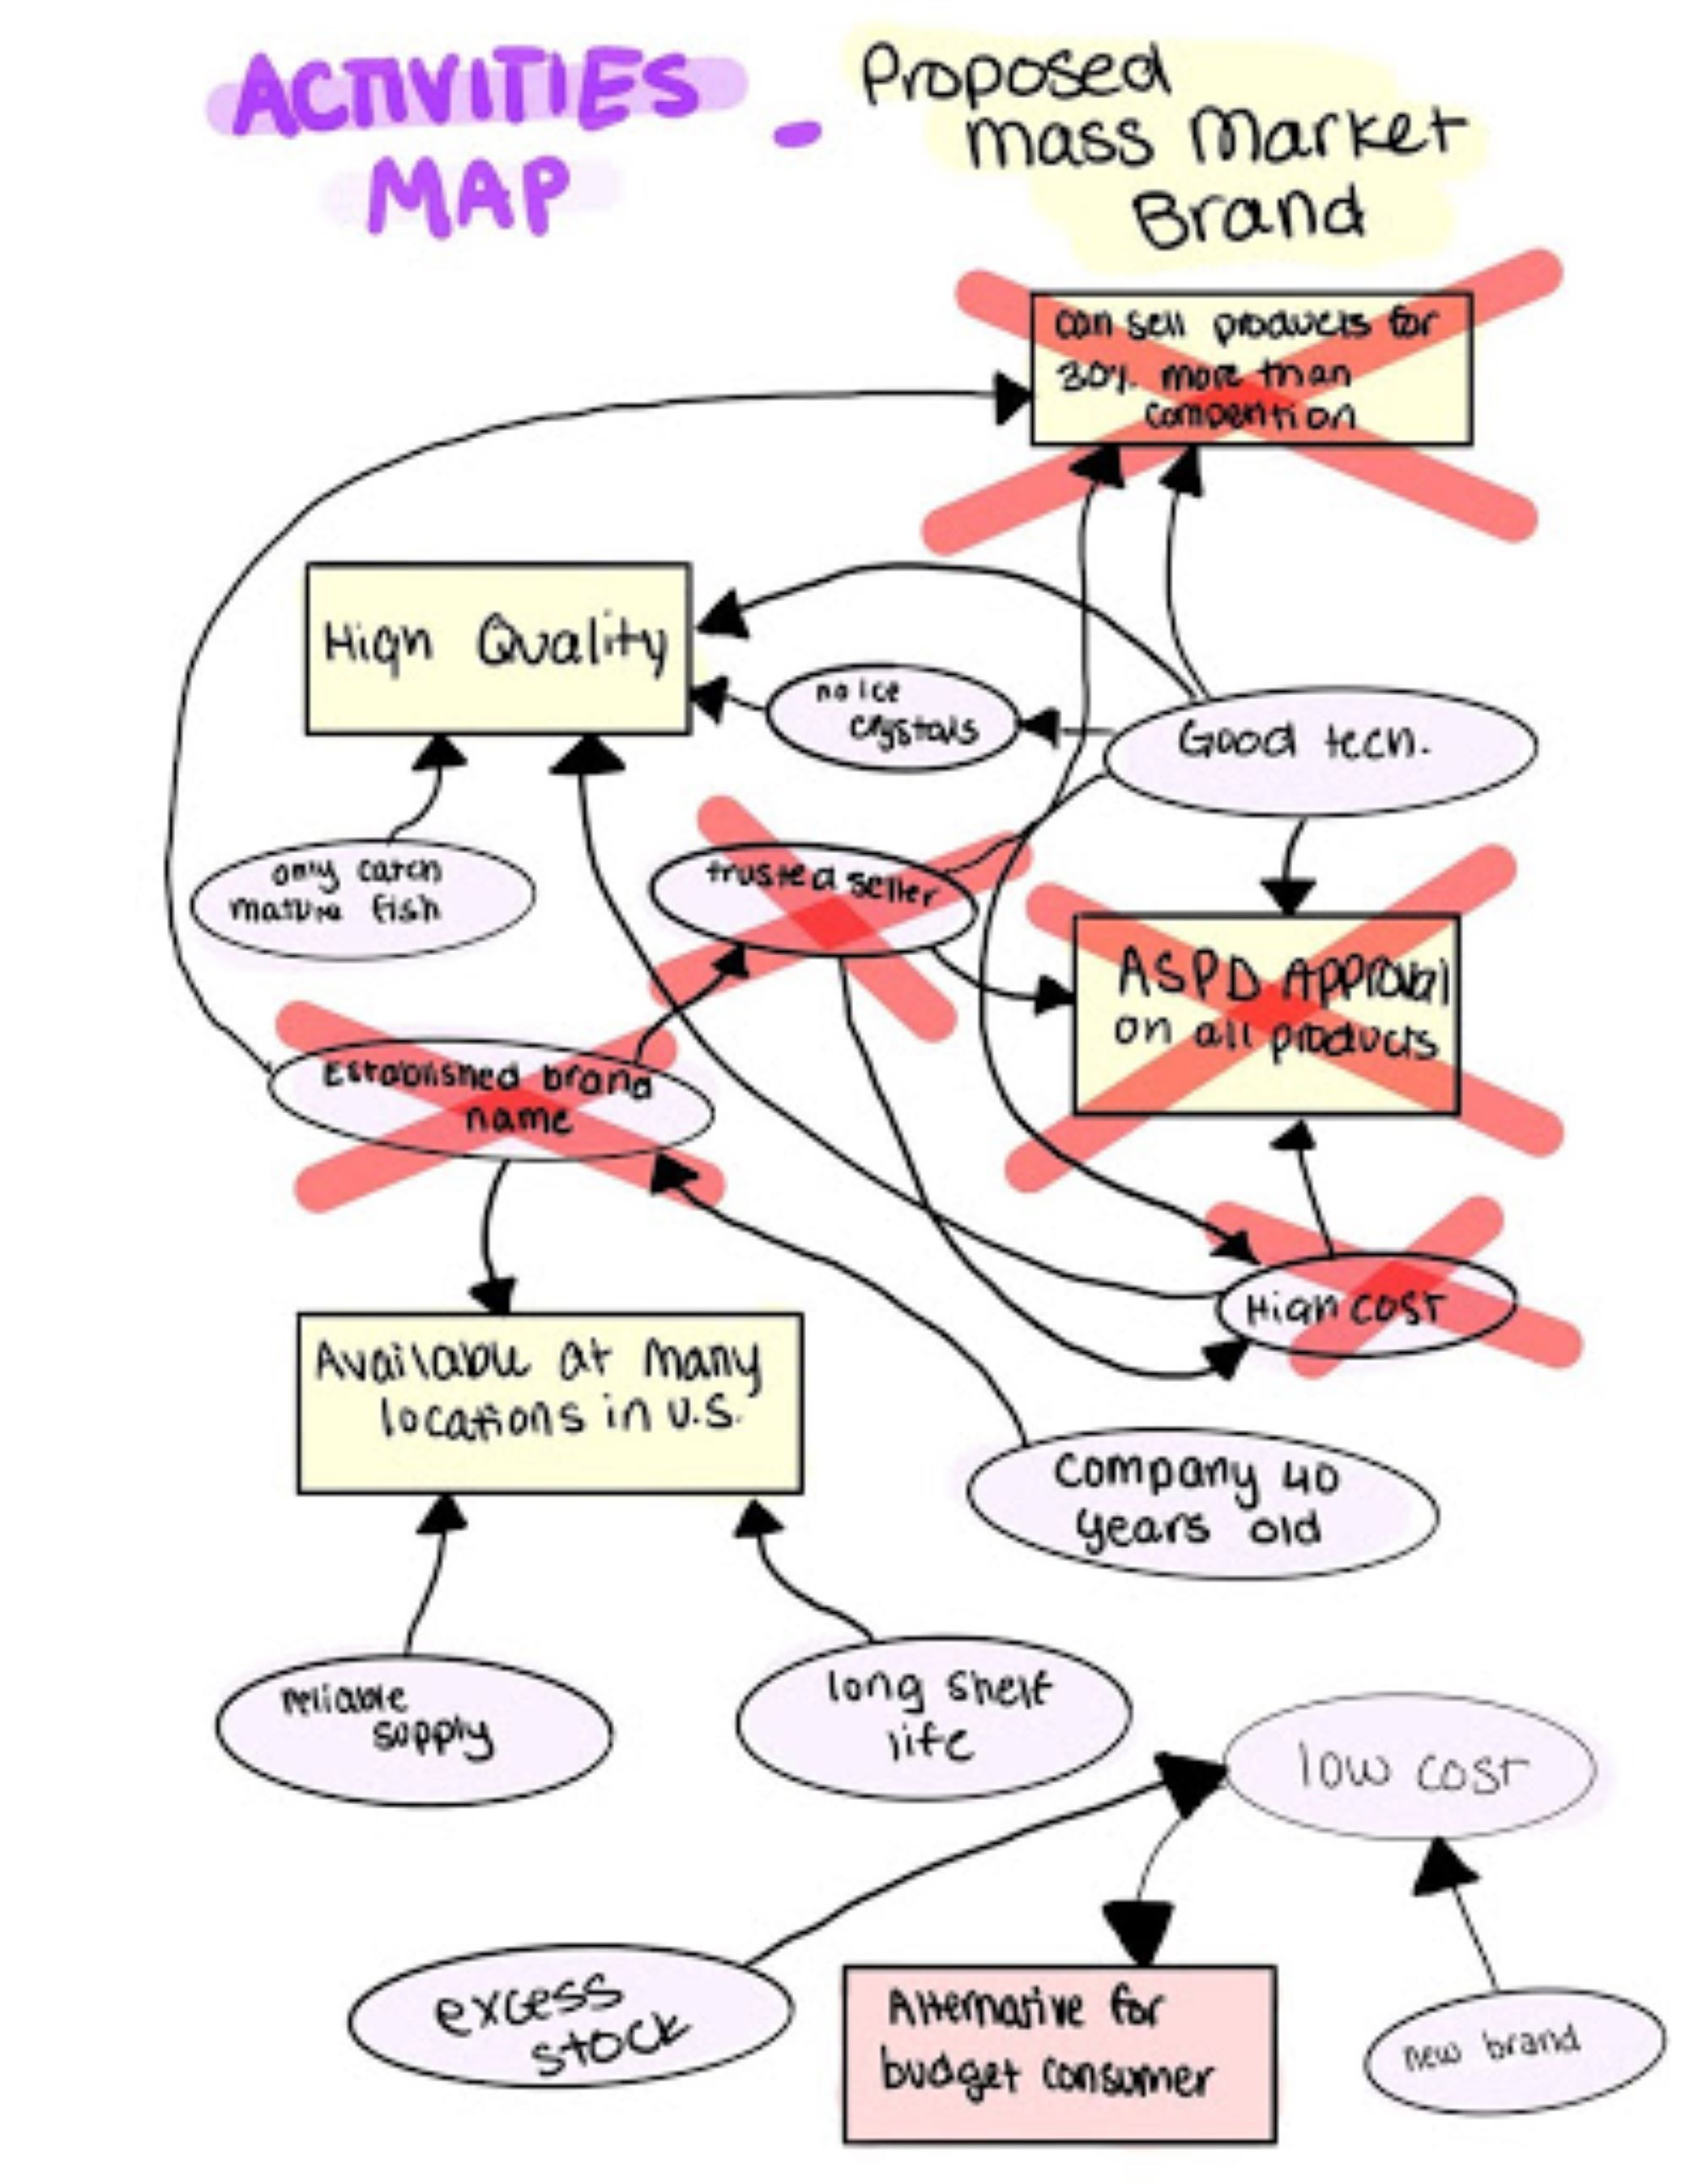 ACTIVITIES
MAP
-
Proposed
mass market
Brand
can sell products for
30% more than
compention
High Quality
no ice
crystals
Good tech.
only catch
mature fish
trusted seller
ASPD Approval
on all products
Established brand
name
High cost
Available at many
locations in U.S.
Company 40
years old
reliable
supply
long shelf
life
low cost
excess
stock
Alternative for
budget consumer
new brand